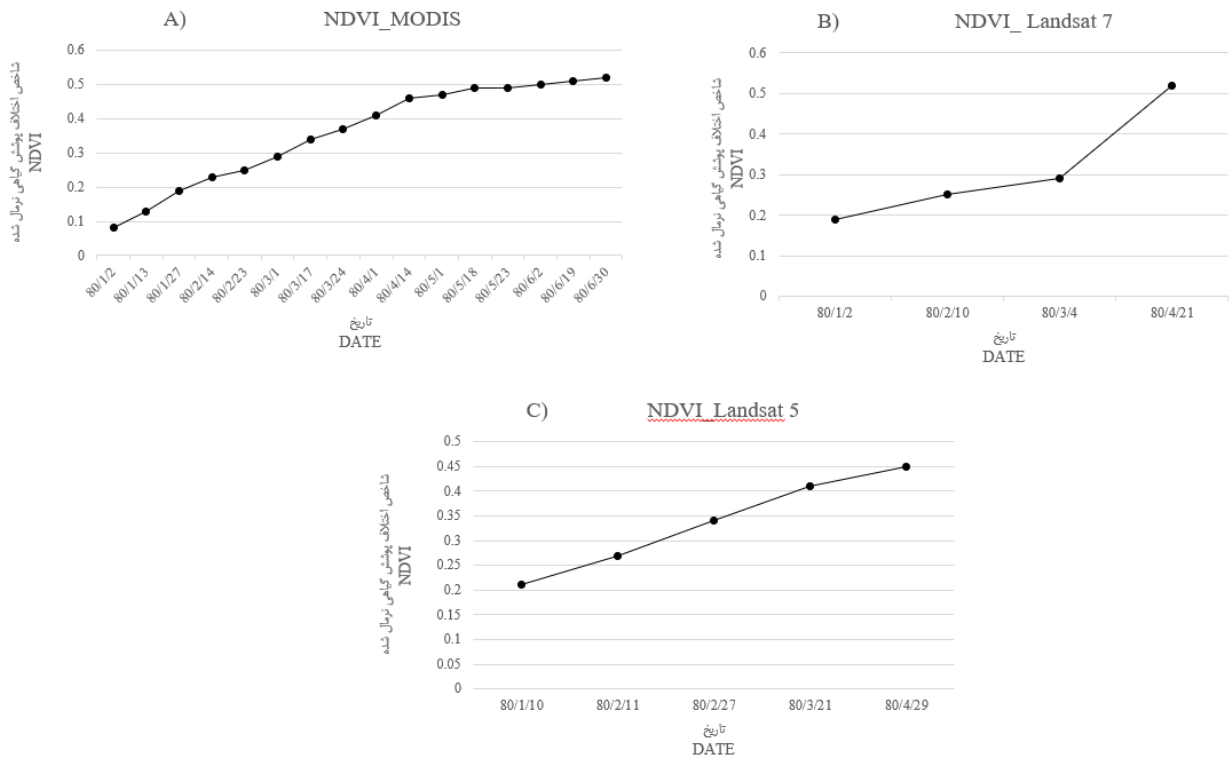 A) NDVI_MODIS
شاخص اختلاف پوشش گیاهی نرمال شده
NDVI
0.6
0.5
0.4
0.3
0.2
0.1
0
80/1/2 80/1/13 80/1/27 80/2/14 80/2/23 80/3/1 80/3/17 80/3/24 80/4/1 80/4/14 80/5/1 80/5/18 80/5/23 80/6/2 80/6/19 80/6/30
تاریخ
DATE
B) NDVI_ Landsat 7
شاخص اختلاف پوشش گیاهی نرمال شده
NDVI
0.6
0.5
0.4
0.3
0.2
0.1
0
80/1/2 80/2/10 80/3/4 80/4/21
تاریخ
DATE
C) NDVI_Landsat 5
شاخص اختلاف پوشش گیاهی نرمال شده
NDVI
0.5
0.45
0.4
0.35
0.3
0.25
0.2
0.15
0.1
0.05
0
80/1/10 80/2/11 80/2/27 80/3/21 80/4/29
تاریخ
DATE